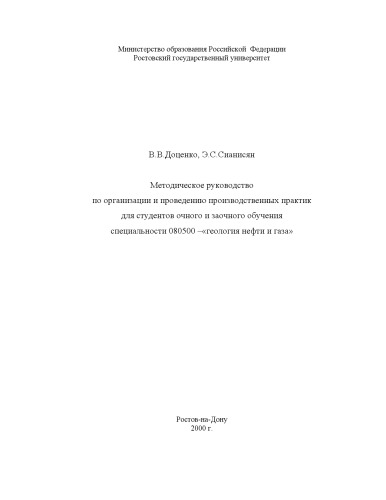 Министерство образования Российской Федерации
Ростовский государственный университет
В.В.Доценко, Э.С.Сианисян
Методическое руководство
по организации и проведению производственных практик
для студентов очного и заочного обучения
специальности 080500 –«геология нефти и газа»
Ростов-на-Дону
2000 г.